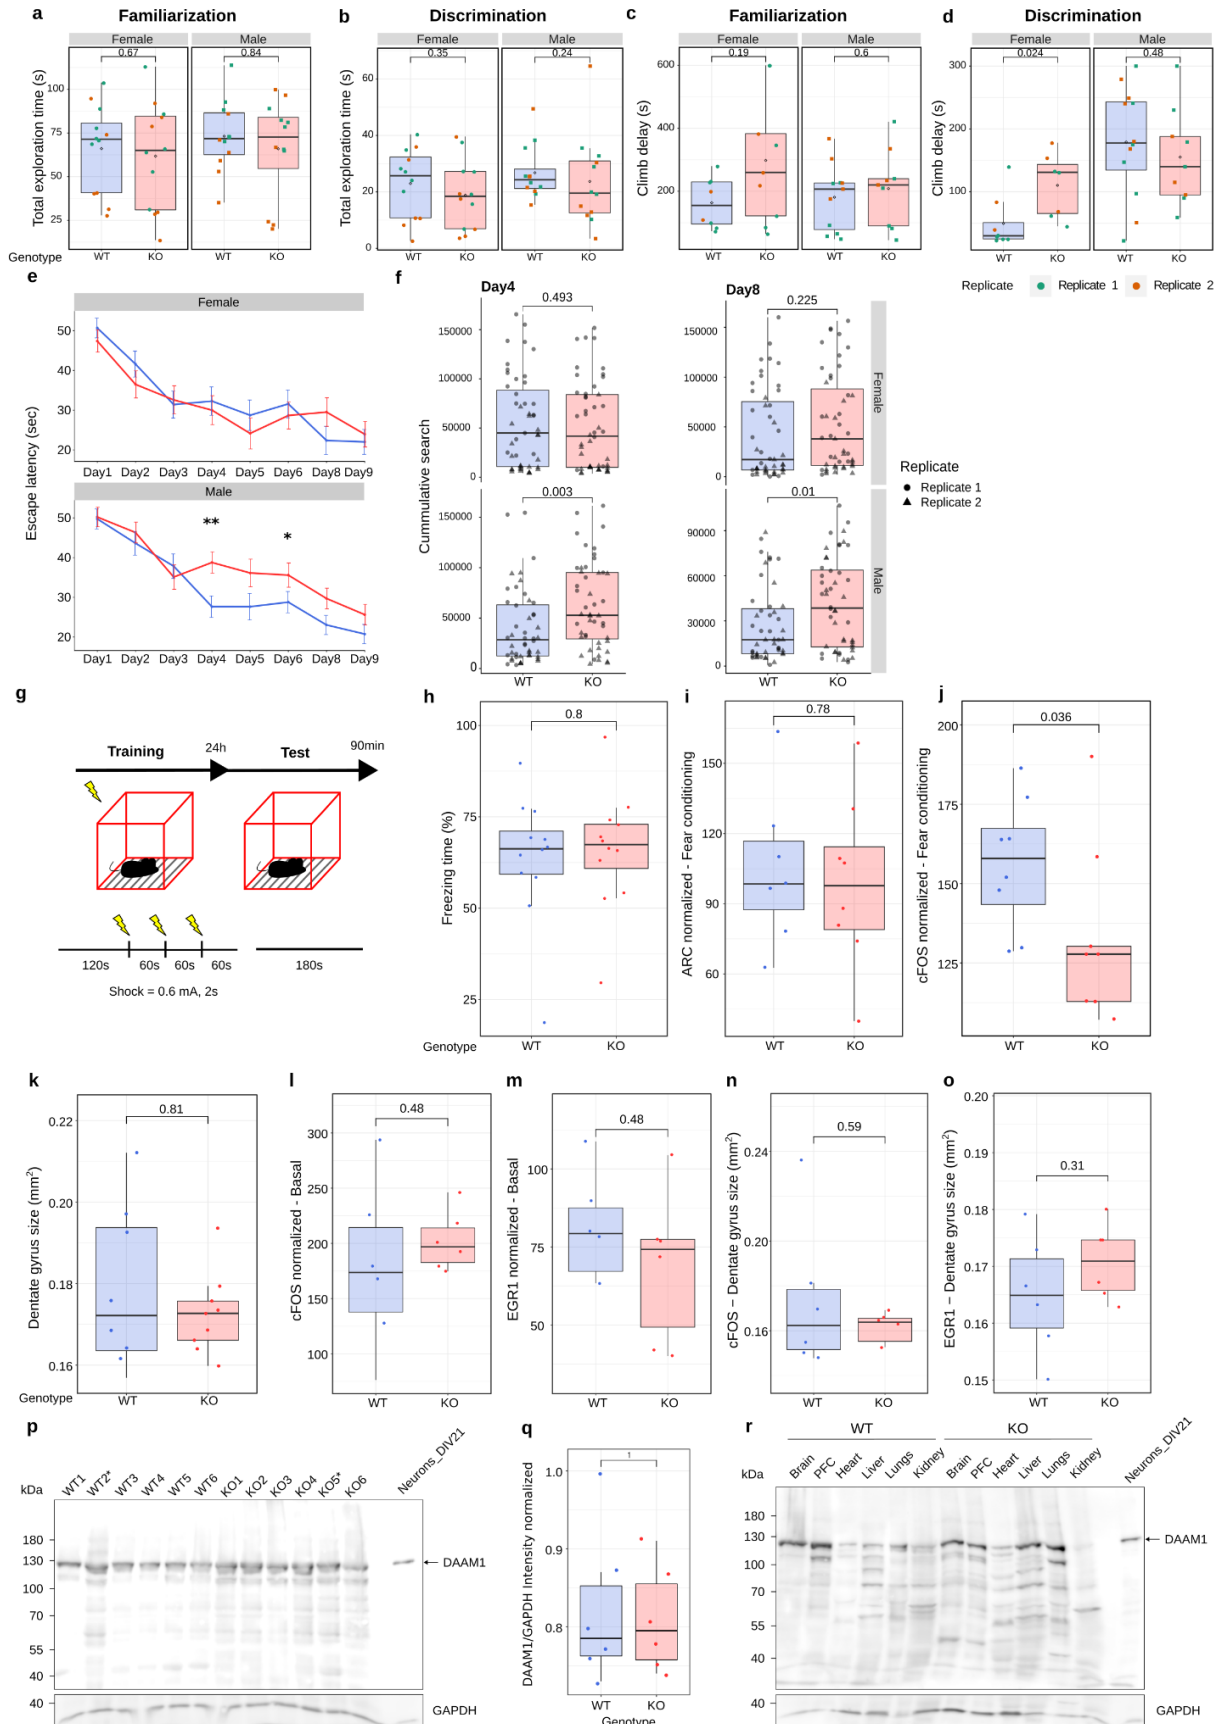 a Familiarization
b Discrimination
c Familiarization
d Discrimination
Female Male
0.67 0.84
Total exploration time (s)
100
75
50
25
Genotype WT KO WT KO
Female Male
0.35 0.24
Total exploration time (s)
60
40
20
0
WT KO WT KO
Female Male
0.19 0.6
Climb delay (s)
600
400
200
WT KO WT KO
Female Male
0.024 0.48
Climb delay (s)
300
200
100
WT KO WT KO
Replicate Replicate 1 Replicate 2
e
Female
Escape latency (sec)
50
40
30
20
Day1 Day2 Day3 Day4 Day5 Day6 Day8 Day9
Male
** *
50
40
30
20
Day1 Day2 Day3 Day4 Day5 Day6 Day8 Day9
f
Day4 Day8
0.493 0.225
Cummulative search
150000
100000
50000
0
150000
100000
50000
0
Female
0.003 0.01
150000
100000
50000
0
90000
60000
30000
0
Male
WT KO WT KO
Replicate
Replicate 1
Replicate 2
g
Training 24h Test 90min
120s 60s 60s 60s 180s
Shock = 0.6 mA, 2s
h
0.8
Freezing time (%)
100
75
50
25
Genotype WT KO
i
0.78
ARC normalized - Fear conditioning
150
120
90
60
WT KO
j
0.036
cFOS normalized - Fear conditioning
200
175
150
125
WT KO
k
0.81
Dentate gyrus size (mm2)
0.22
0.20
0.18
0.16
Genotype WT KO
l
0.48
cFOS normalized - Basal
300
250
200
150
100
WT KO
m
0.48
EGR1 normalized - Basal
100
75
50
WT KO
n
0.59
cFOS − Dentate gyrus size (mm2)
0.24
0.20
0.16
WT KO
o
0.31
EGR1 − Dentate gyrus size (mm2)
0.20
0.19
0.18
0.17
0.16
0.15
WT KO
p
kDa WT1 WT2* WT3 WT4 WT5 WT6 KO1 KO2 KO3 KO4 KO5* KO6 Neurons_DIV21
180
130
100
70
55
40
DAAM1
40
GAPDH
q
1
DAAM1/GAPDH Intensity normalized
1.0
0.9
0.8
WT KO
Genotype
r
WT KO
kDa Brain PFC Heart Liver Lungs Kidney Brain PFC Heart Liver Lungs Kidney Neurons_DIV21
180
130
100
70
55
40
DAAM1
40
GAPDH